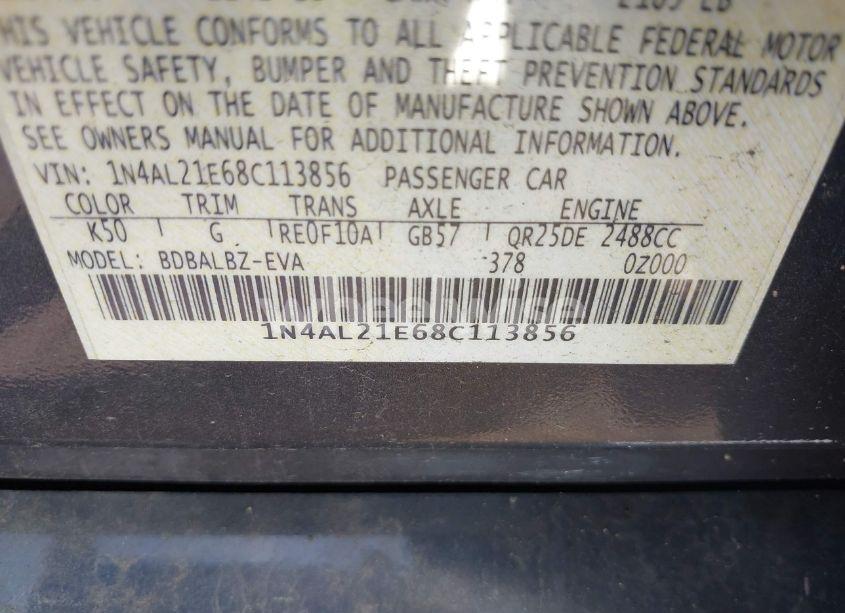 THIS VEHICLE CONFORMS TO ALL APPLICABLE FEDERAL MOTOR
VEHICLE SAFETY, BUMPER AND THEFT PREVENTION STANDARDS
IN EFFECT ON THE DATE OF MANUFACTURE SHOWN ABOVE.
SEE OWNERS MANUAL FOR ADDITIONAL INFORMATION.
VIN: 1N4AL21E68C113856 PASSENGER CAR
COLOR TRIM TRANS AXLE ENGINE
K50 G RE0F10A GB57 QR25DE 2488CC
MODEL: BDBALBZ-EVA 378 0Z000
1N4AL21E68C113856